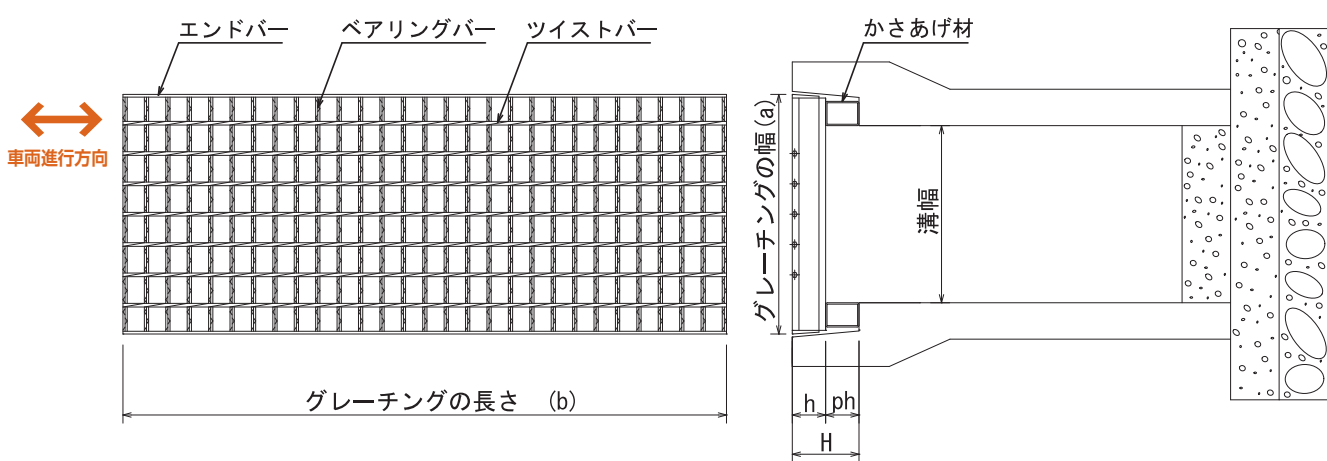 エンドバー
ベアリングバー
ツイストバー
かさあげ材
車両進行方向
グレーチングの幅(a)
溝幅
グレーチングの長さ (b)
h
ph
H